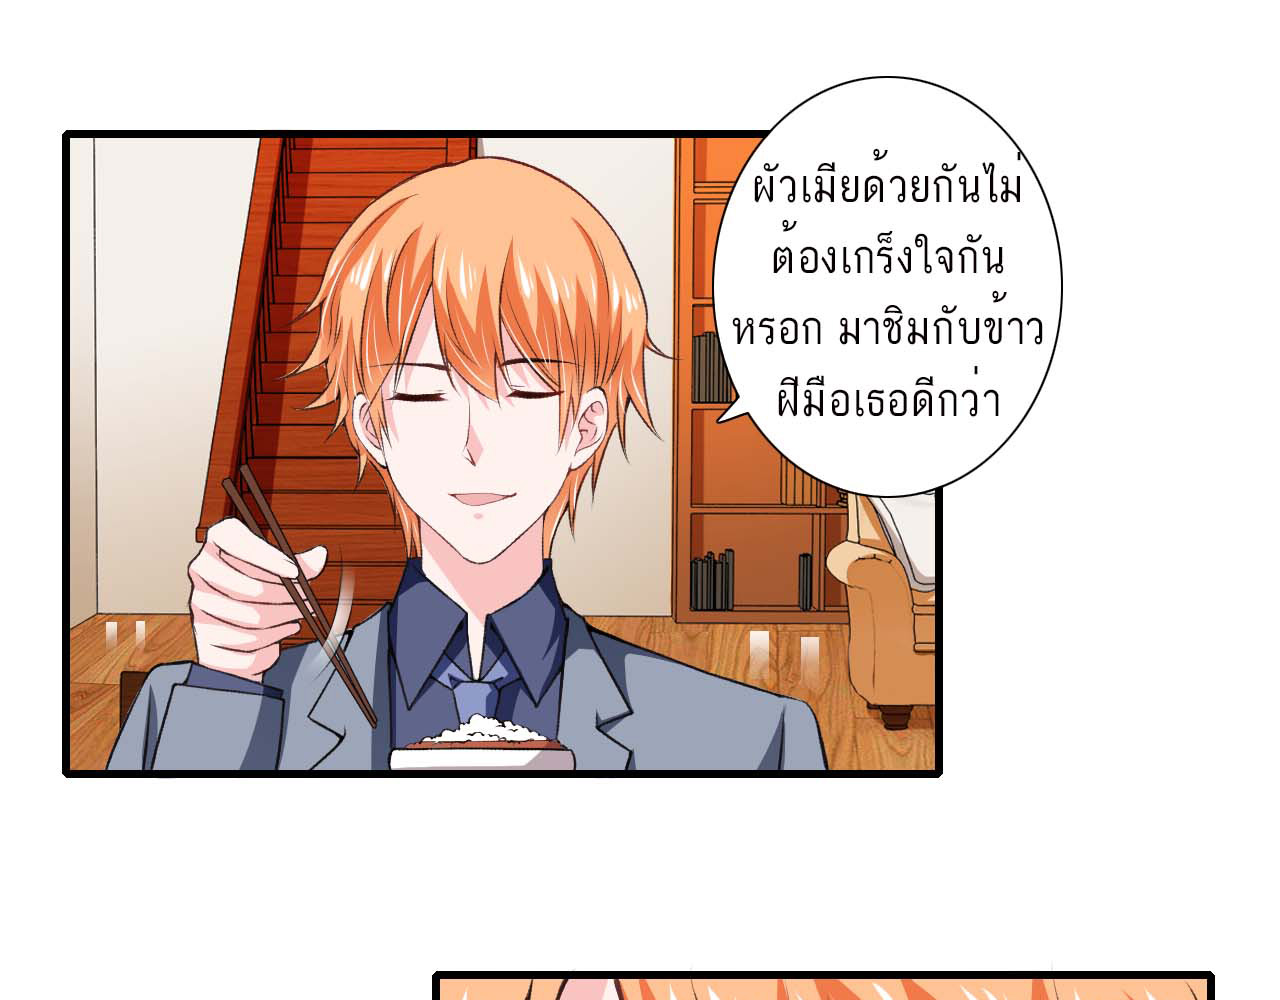 ผัวเมียด้วยกันไม่
ต้องเกร็งใจกัน
หรอก มาชิมกับข้าว
ฝีมือเธอดีกว่า